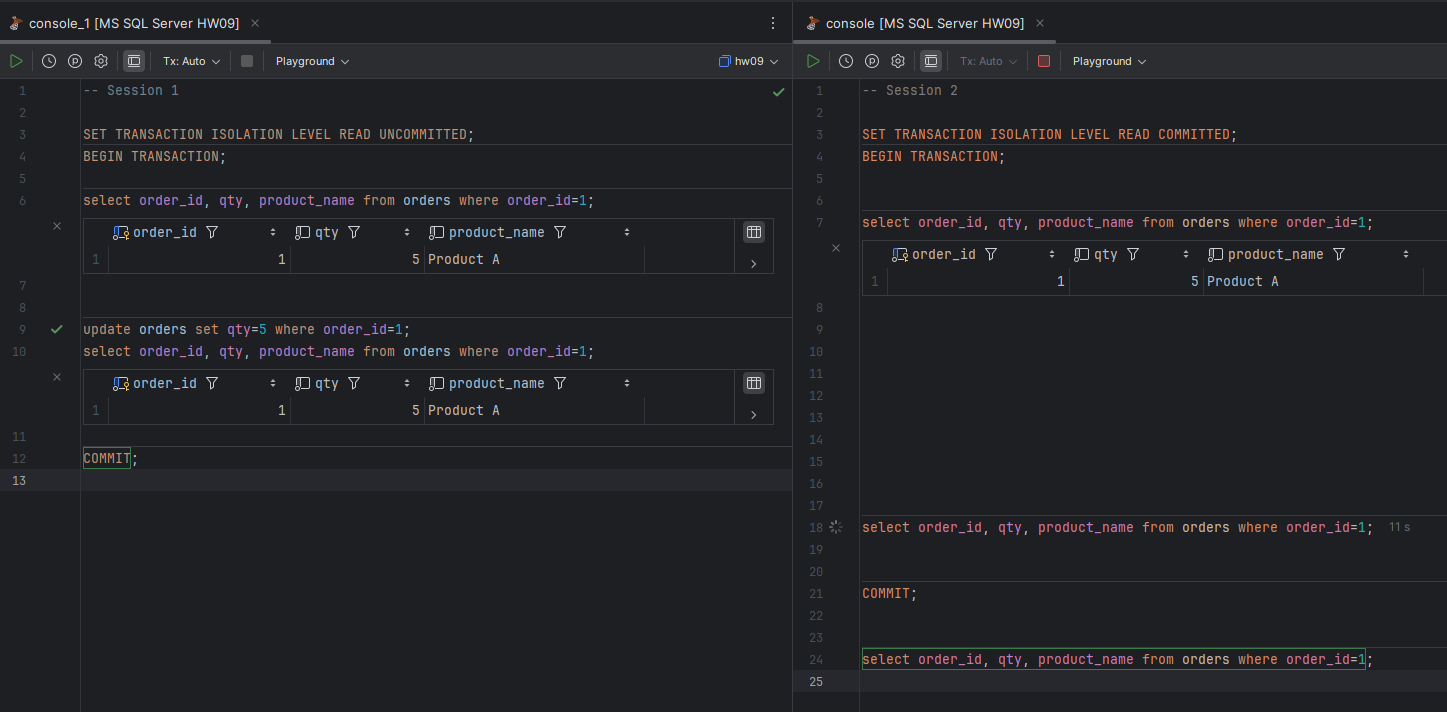 console_1 [MS SQL Server HW09]
Tx: Auto
Playground
hw09
1 -- Session 1
2
3 SET TRANSACTION ISOLATION LEVEL READ UNCOMMITTED;
4 BEGIN TRANSACTION;
5
6 select order_id, qty, product_name from orders where order_id=1;
order_id qty product_name
1 1 5 Product A
7
8
9 update orders set qty=5 where order_id=1;
10 select order_id, qty, product_name from orders where order_id=1;
order_id qty product_name
1 1 5 Product A
11
12 COMMIT;
13
console [MS SQL Server HW09]
Tx: Auto
Playground
1 -- Session 2
2
3 SET TRANSACTION ISOLATION LEVEL READ COMMITTED;
4 BEGIN TRANSACTION;
5
6
7 select order_id, qty, product_name from orders where order_id=1;
order_id qty product_name
1 1 5 Product A
8
9
10
11
12
13
14
15
16
17
18 select order_id, qty, product_name from orders where order_id=1; 11 s
19
20
21 COMMIT;
22
23
24 select order_id, qty, product_name from orders where order_id=1;
25